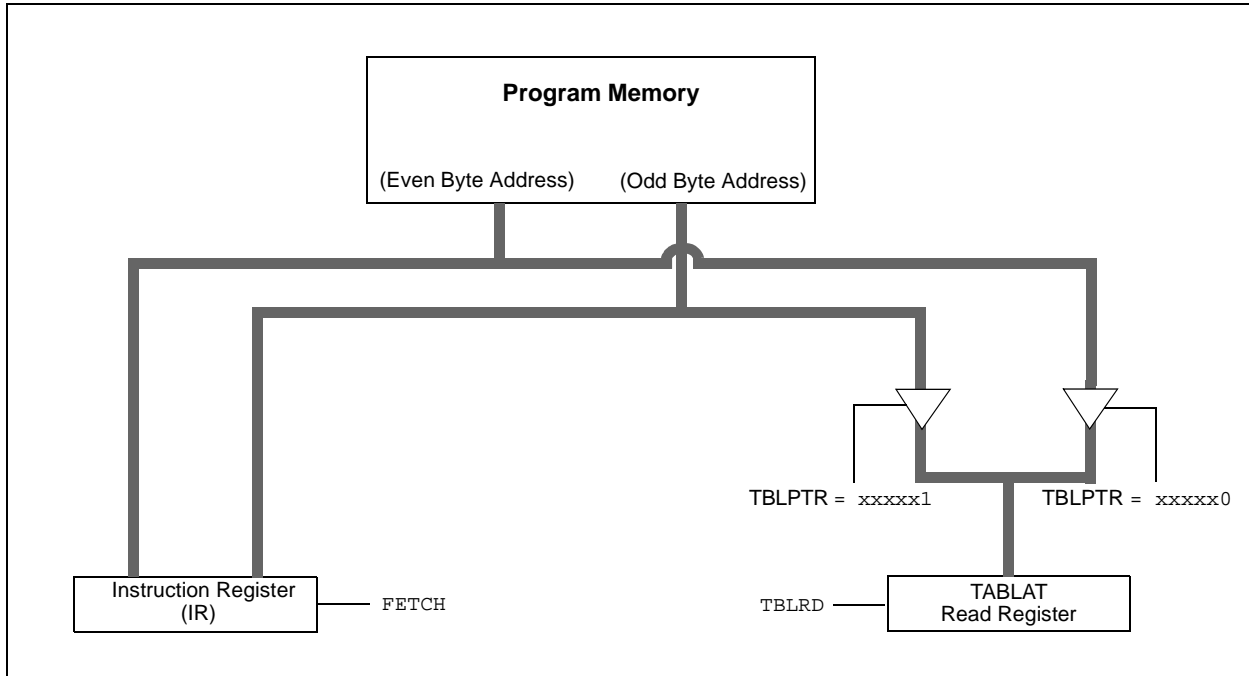 Program Memory
(Even Byte Address) (Odd Byte Address)
TBLPTR = xxxxx1
TBLPTR = xxxxx0
Instruction Register
(IR)
FETCH
TBLRD
TABLAT
Read Register